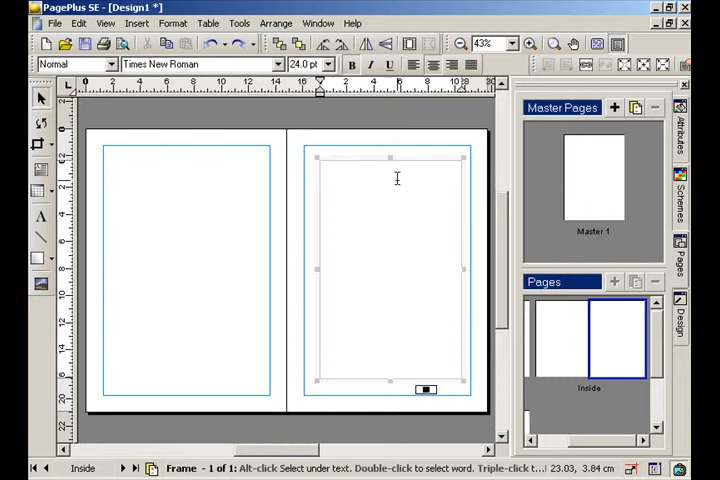 PagePlus SE - [Design1 *]
File Edit View Insert Format Table Tools Arrange Window Help
43%
Normal Times New Roman 24.0 pt B I U
Master Pages
Master 1
Pages
Inside
Attributes
Schemes
Pages
Design
Inside Frame - 1 of 1: Alt-click Select under text. Double-click to select word. Triple-click t... 23.03, 3.84 cm